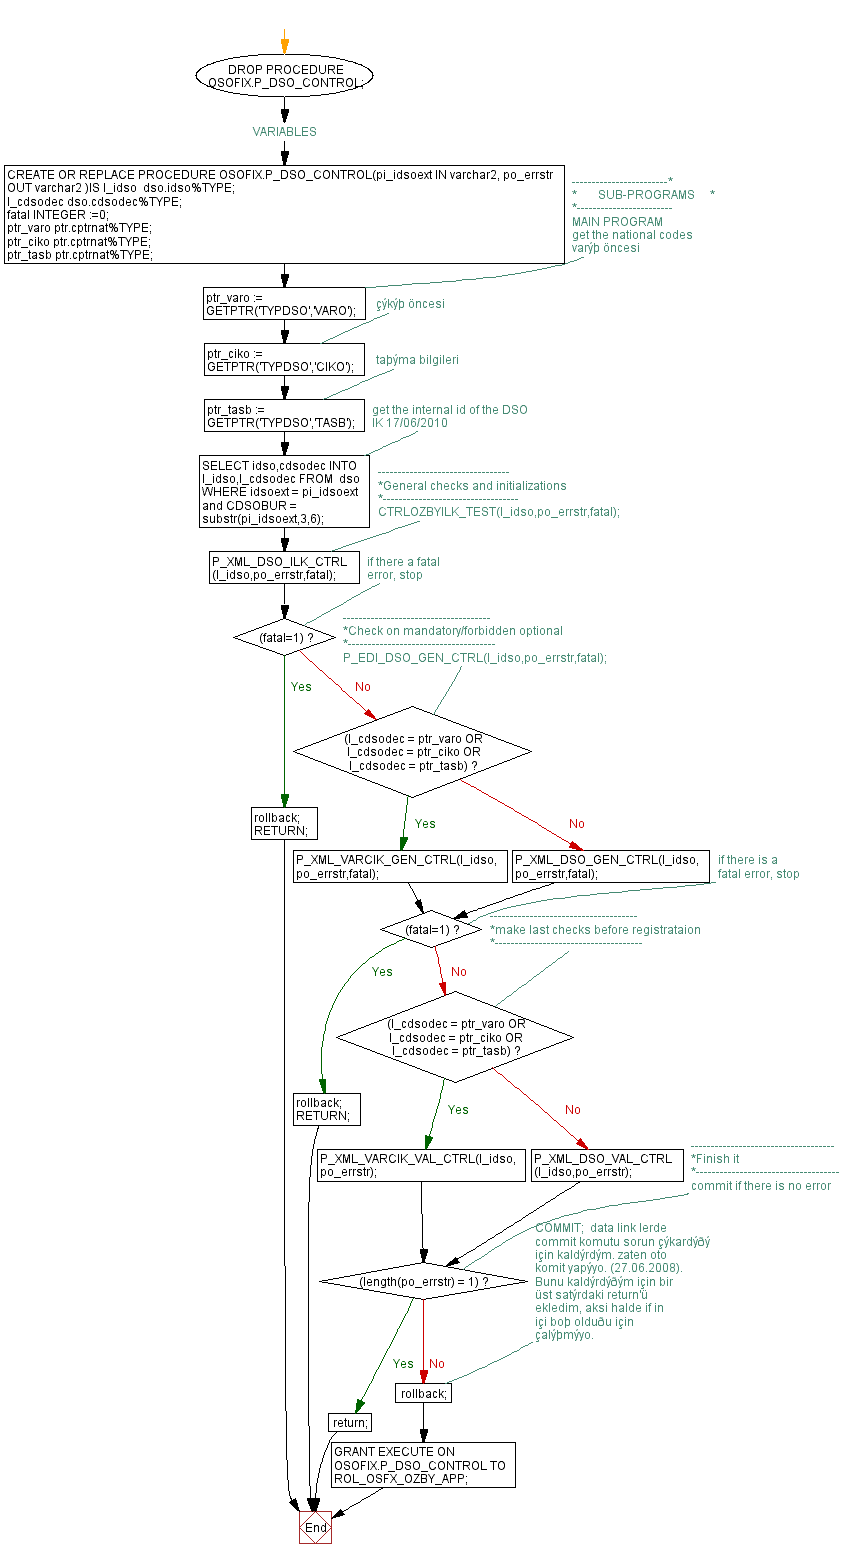 DROP PROCEDURE
OSOFIX.P_DSO_CONTROL;
VARIABLES
CREATE OR REPLACE PROCEDURE OSOFIX.P_DSO_CONTROL(pi_idsoext IN varchar2, po_errstr
OUT varchar2 )IS l_idso  dso.idso%TYPE;
l_cdsodec dso.cdsodec%TYPE;
fatal INTEGER :=0;
ptr_varo ptr.cptrnat%TYPE;
ptr_ciko ptr.cptrnat%TYPE;
ptr_tasb ptr.cptrnat%TYPE;
------------------------*
*      SUB-PROGRAMS    *
*------------------------
MAIN PROGRAM
get the national codes
varýþ öncesi
ptr_varo :=
GETPTR('TYPDSO','VARO');
çýkýþ öncesi
ptr_ciko :=
GETPTR('TYPDSO','CIKO');
taþýma bilgileri
ptr_tasb :=
GETPTR('TYPDSO','TASB');
get the internal id of the DSO
IK 17/06/2010
SELECT idso,cdsodec INTO
l_idso,l_cdsodec FROM  dso
WHERE idsoext = pi_idsoext
and CDSOBUR =
substr(pi_idsoext,3,6);
---------------------------------
*General checks and initializations
*----------------------------------
CTRLOZBYILK_TEST(l_idso,po_errstr,fatal);
P_XML_DSO_ILK_CTRL
(l_idso,po_errstr,fatal);
if there a fatal
error, stop
(fatal=1) ?
-------------------------------------
*Check on mandatory/forbidden optional
*-------------------------------------
P_EDI_DSO_GEN_CTRL(l_idso,po_errstr,fatal);
Yes
No
(l_cdsodec = ptr_varo OR
l_cdsodec = ptr_ciko OR
l_cdsodec = ptr_tasb) ?
rollback;
RETURN;
Yes
No
P_XML_VARCIK_GEN_CTRL(l_idso,
po_errstr,fatal);
P_XML_DSO_GEN_CTRL(l_idso,
po_errstr,fatal);
if there is a
fatal error, stop
(fatal=1) ?
-------------------------------------
*make last checks before registrataion
*-------------------------------------
Yes
No
(l_cdsodec = ptr_varo OR
l_cdsodec = ptr_ciko OR
l_cdsodec = ptr_tasb) ?
rollback;
RETURN;
Yes
No
P_XML_VARCIK_VAL_CTRL(l_idso,
po_errstr);
P_XML_DSO_VAL_CTRL
(l_idso,po_errstr);
------------------------------------
*Finish it
*------------------------------------
commit if there is no error
(length(po_errstr) = 1) ?
COMMIT;  data link lerde
commit komutu sorun çýkardýðý
için kaldýrdým. zaten oto
komit yapýyo. (27.06.2008).
Bunu kaldýrdýðým için bir
üst satýrdaki return'ü
ekledim, aksi halde if in
içi boþ olduðu için
çalýþmýyo.
Yes
No
rollback;
return;
GRANT EXECUTE ON
OSOFIX.P_DSO_CONTROL TO
ROL_OSFX_OZBY_APP;
End